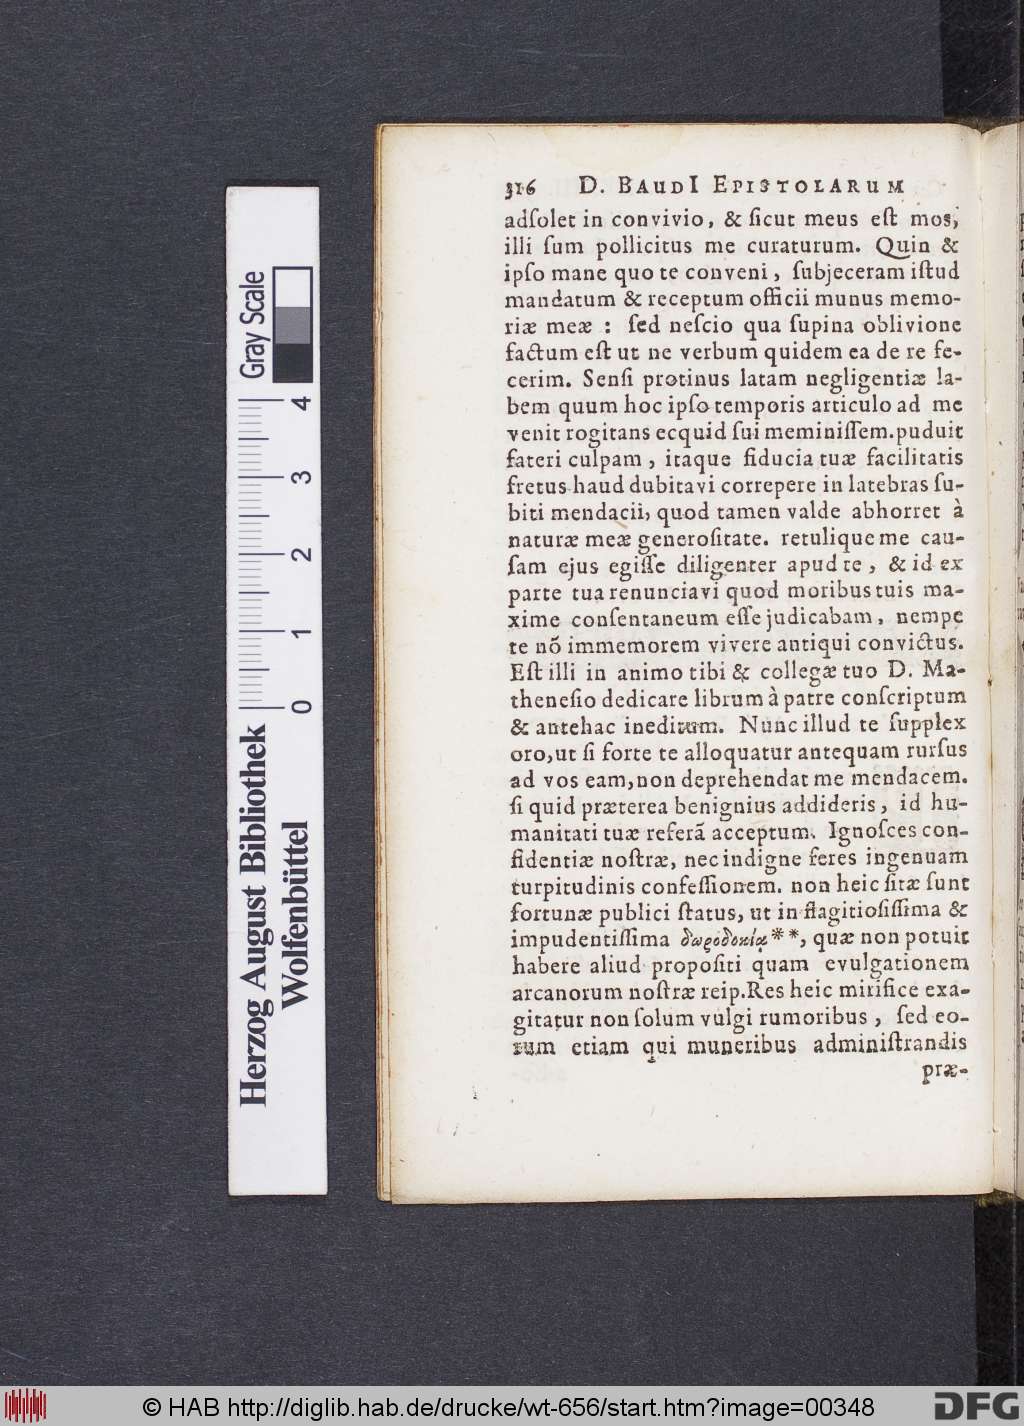 316 D. BAUDI EPISTOLARUM
adſolet in convivio, & ſicut meus eſt mos,
illi ſum pollicitus me curaturum. Quin &
ipſo mane quo te conveni, ſubjeceram iſtud
mandatum & receptum officii munus memo-
riæ meæ : ſed neſcio qua ſupina oblivione
factum eſt ut ne verbum quidem ea de re fe-
cerim. Senſi protinus latam negligentiæ la-
bem quum hoc ipſo temporis articulo ad me
venit rogitans ecquid ſui meminiſſem. puduit
fateri culpam, itaque fiducia tuæ facilitatis
fretus haud dubitavi correpere in latebras ſu-
biti mendacii, quod tamen valde abhorret à
naturæ meæ generoſitate. retulique me cau-
ſam ejus egiſſe diligenter apud te, & id ex
parte tua renunciavi quod moribus tuis ma-
xime conſentaneum eſſe judicabam, nempe
te nõ immemorem vivere antiqui convictus.
Eſt illi in animo tibi & collegæ tuo D. Ma-
theneſio dedicare librum à patre conſcriptum
& antehac ineditum. Nunc illud te ſupplex
oro, ut ſi forte te alloquatur antequam rurſus
ad vos eam, non deprehendat me mendacem.
ſi quid præterea benignius addideris, id hu-
manitati tuæ referã acceptum. Ignoſces con-
fidentiæ noſtræ, nec indigne feres ingenuam
turpitudinis confeſſionem. non heic ſitæ ſunt
fortunæ publici ſtatus, ut in flagitioſiſſima &
impudentiſſima δωροδοκίᾳ **, quæ non potuit
habere aliud propoſiti quam evulgationem
arcanorum noſtræ reip. Res heic mirifice exa-
gitatur non ſolum vulgi rumoribus, ſed eo-
rum etiam qui muneribus adminiſtrandis
præ-
Gray Scale
4
3
2
1
0
Herzog August Bibliothek
Wolfenbüttel
© HAB http://diglib.hab.de/drucke/wt-656/start.htm?image=00348
DFG